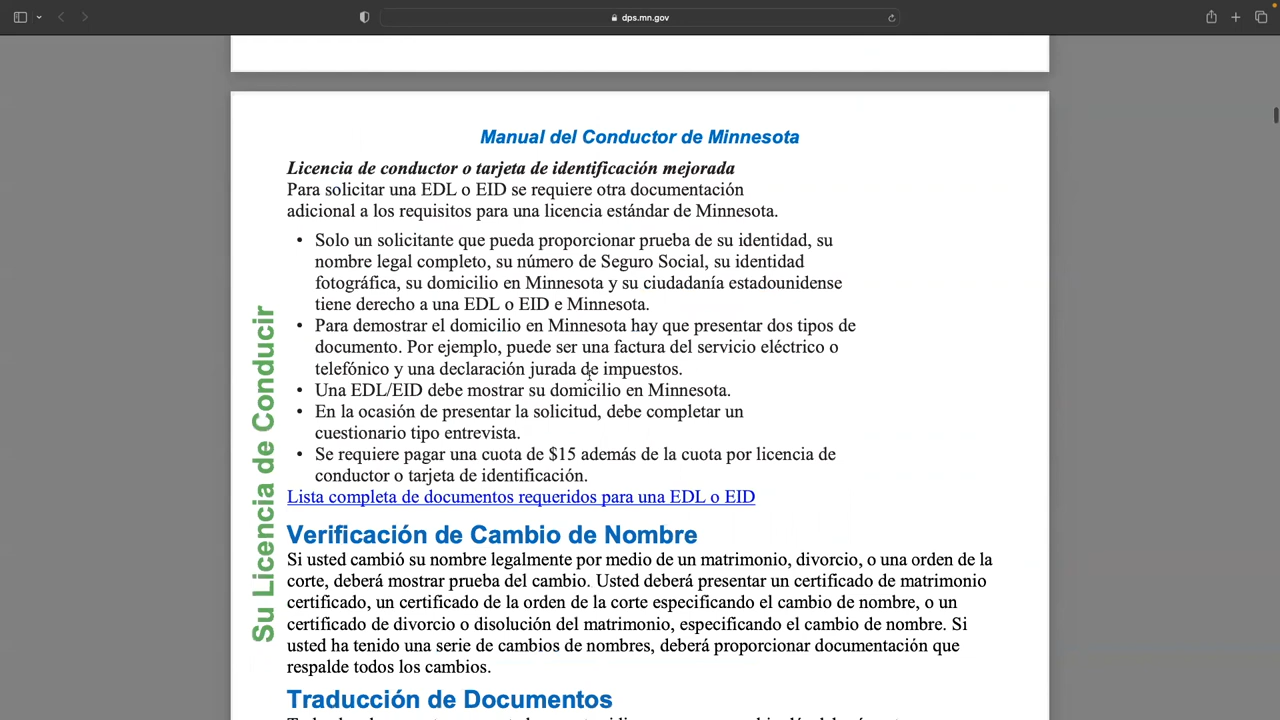 dps.mn.gov
Manual del Conductor de Minnesota
Licencia de conductor o tarjeta de identificación mejorada
Para solicitar una EDL o EID se requiere otra documentación
adicional a los requisitos para una licencia estándar de Minnesota.
• Solo un solicitante que pueda proporcionar prueba de su identidad, su
nombre legal completo, su número de Seguro Social, su identidad
fotográfica, su domicilio en Minnesota y su ciudadanía estadounidense
tiene derecho a una EDL o EID e Minnesota.
• Para demostrar el domicilio en Minnesota hay que presentar dos tipos de
documento. Por ejemplo, puede ser una factura del servicio eléctrico o
telefónico y una declaración jurada de impuestos.
• Una EDL/EID debe mostrar su domicilio en Minnesota.
• En la ocasión de presentar la solicitud, debe completar un
cuestionario tipo entrevista.
• Se requiere pagar una cuota de $15 además de la cuota por licencia de
conductor o tarjeta de identificación.
Lista completa de documentos requeridos para una EDL o EID
Su Licencia de Conducir
Verificación de Cambio de Nombre
Si usted cambió su nombre legalmente por medio de un matrimonio, divorcio, o una orden de la
corte, deberá mostrar prueba del cambio. Usted deberá presentar un certificado de matrimonio
certificado, un certificado de la orden de la corte especificando el cambio de nombre, o un
certificado de divorcio o disolución del matrimonio, especificando el cambio de nombre. Si
usted ha tenido una serie de cambios de nombres, deberá proporcionar documentación que
respalde todos los cambios.
Traducción de Documentos